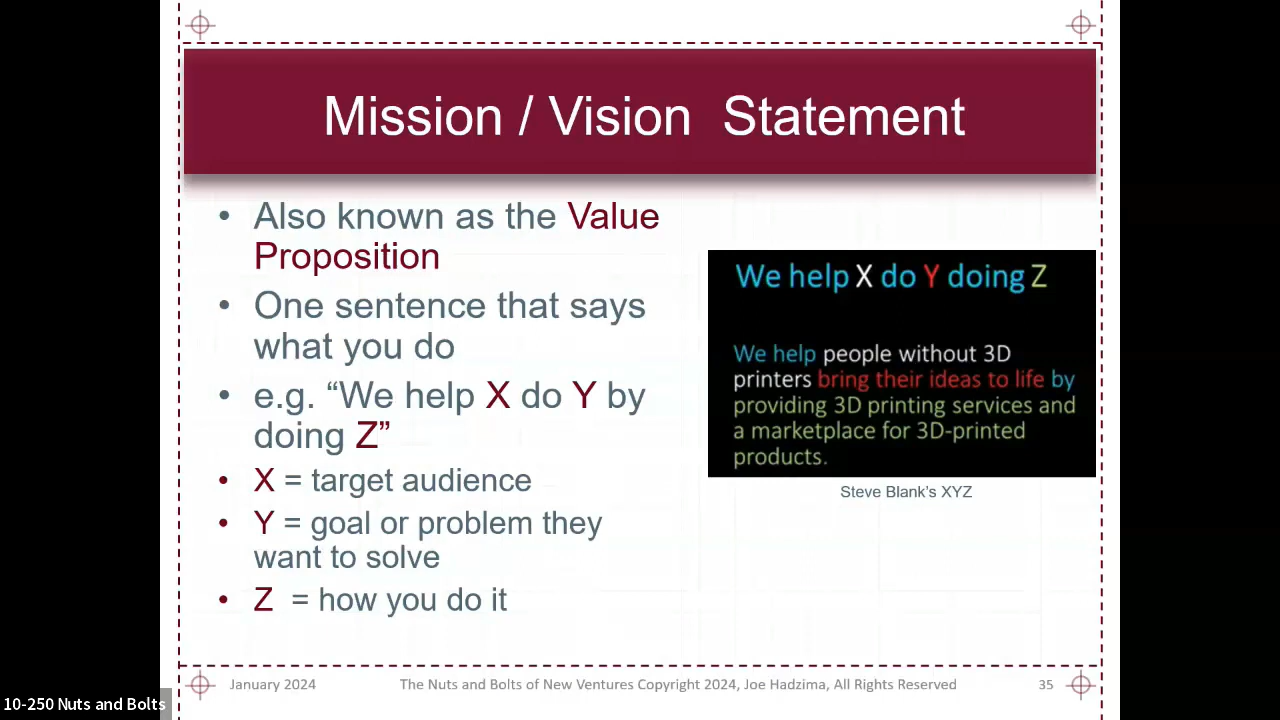 Mission / Vision  Statement
• Also known as the Value
Proposition
• One sentence that says
what you do
• e.g. “We help X do Y by
doing Z”
• X = target audience
• Y = goal or problem they
want to solve
• Z  = how you do it
We help X do Y doing Z
We help people without 3D
printers bring their ideas to life by
providing 3D printing services and
a marketplace for 3D-printed
products.
Steve Blank's XYZ
January 2024
The Nuts and Bolts of New Ventures Copyright 2024, Joe Hadzima, All Rights Reserved
35
10-250 Nuts and Bolts